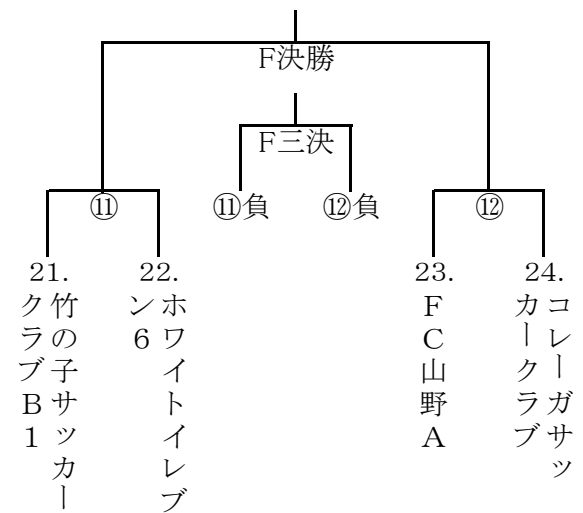 F決勝
F三決
⑪
⑪負
⑫負
⑫
21.
22.
23.
24.
竹の子サッカー
クラブB1
ホワイトイレブ
ン6
FC山野A
コレーガサッ
カークラブ